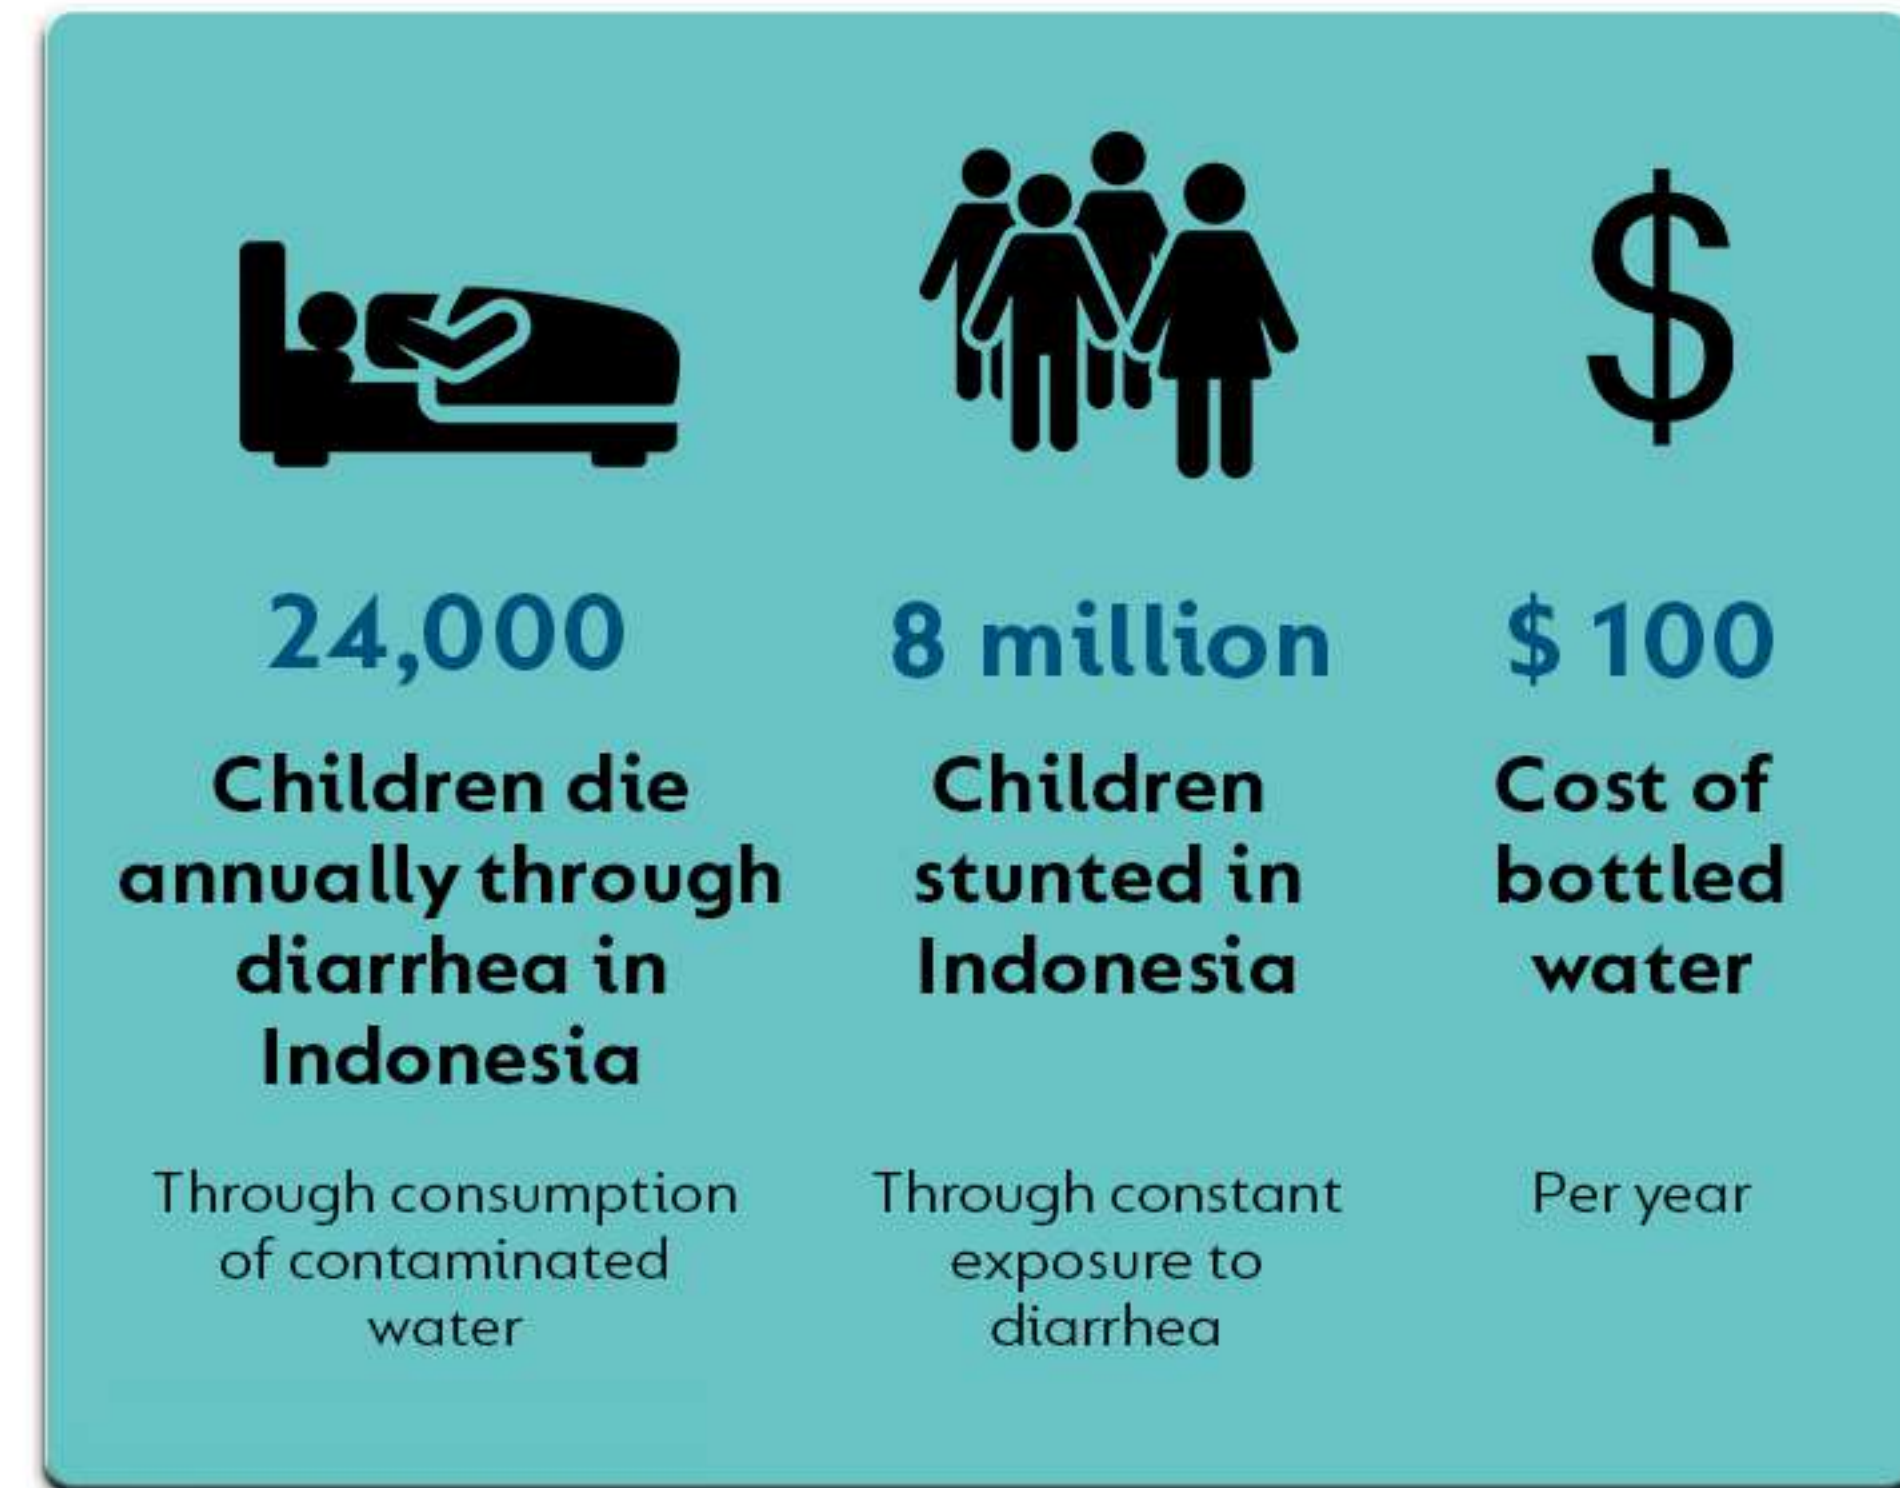 $
24,000
Children die
annually through
diarrhea in
Indonesia
Through consumption
of contaminated
water
8 million
Children
stunted in
Indonesia
Through constant
exposure to
diarrhea
$ 100
Cost of
bottled
water
Per year